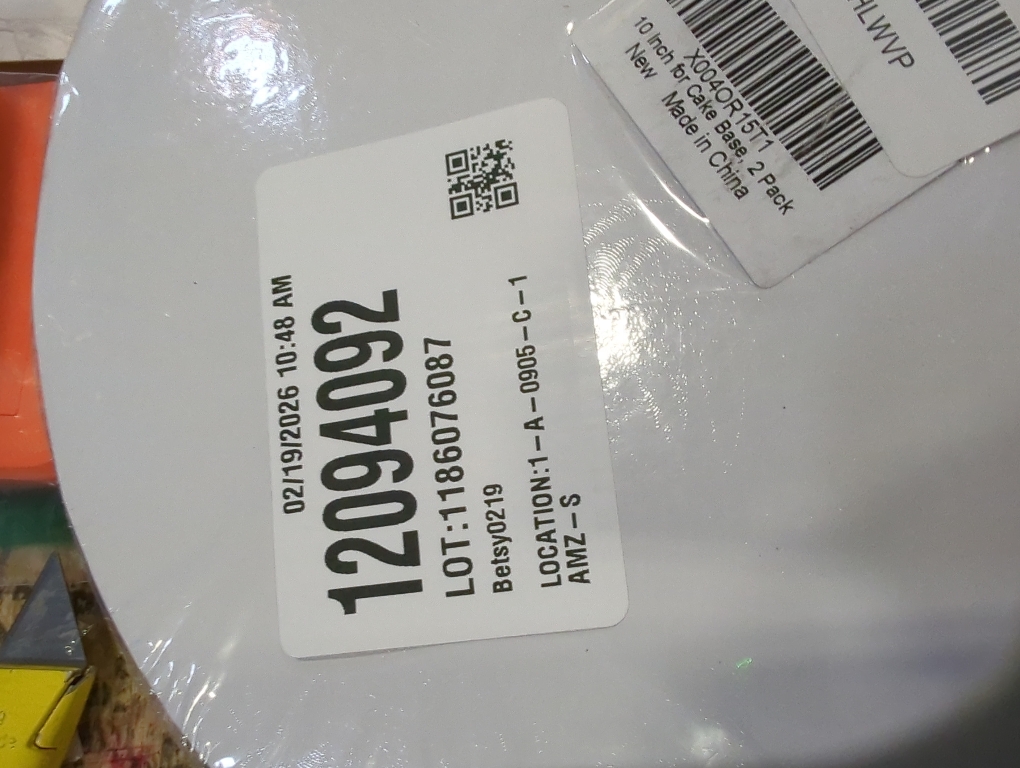 02/19/2026 10:48 AM
12094092
LOT:1186076087
Betsy0219
LOCATION:1-A-0905-C-1
AMZ-S
X004OR15T1
10 Inch for Cake Base, 2 Pack
New
Made in China
HLWVP